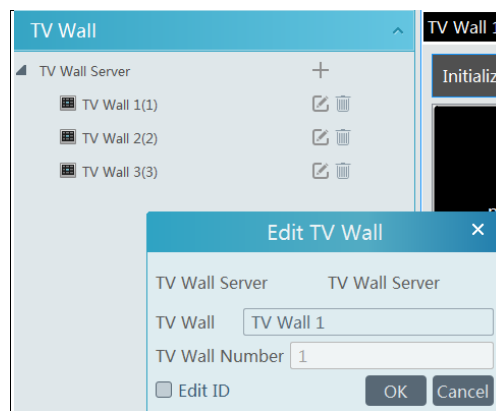 TV Wall
TV Wall 1
TV Wall Server
Initializ
TV Wall 1(1)
TV Wall 2(2)
TV Wall 3(3)
Edit TV Wall
TV Wall Server TV Wall Server
TV Wall TV Wall 1
TV Wall Number 1
Edit ID OK Cancel